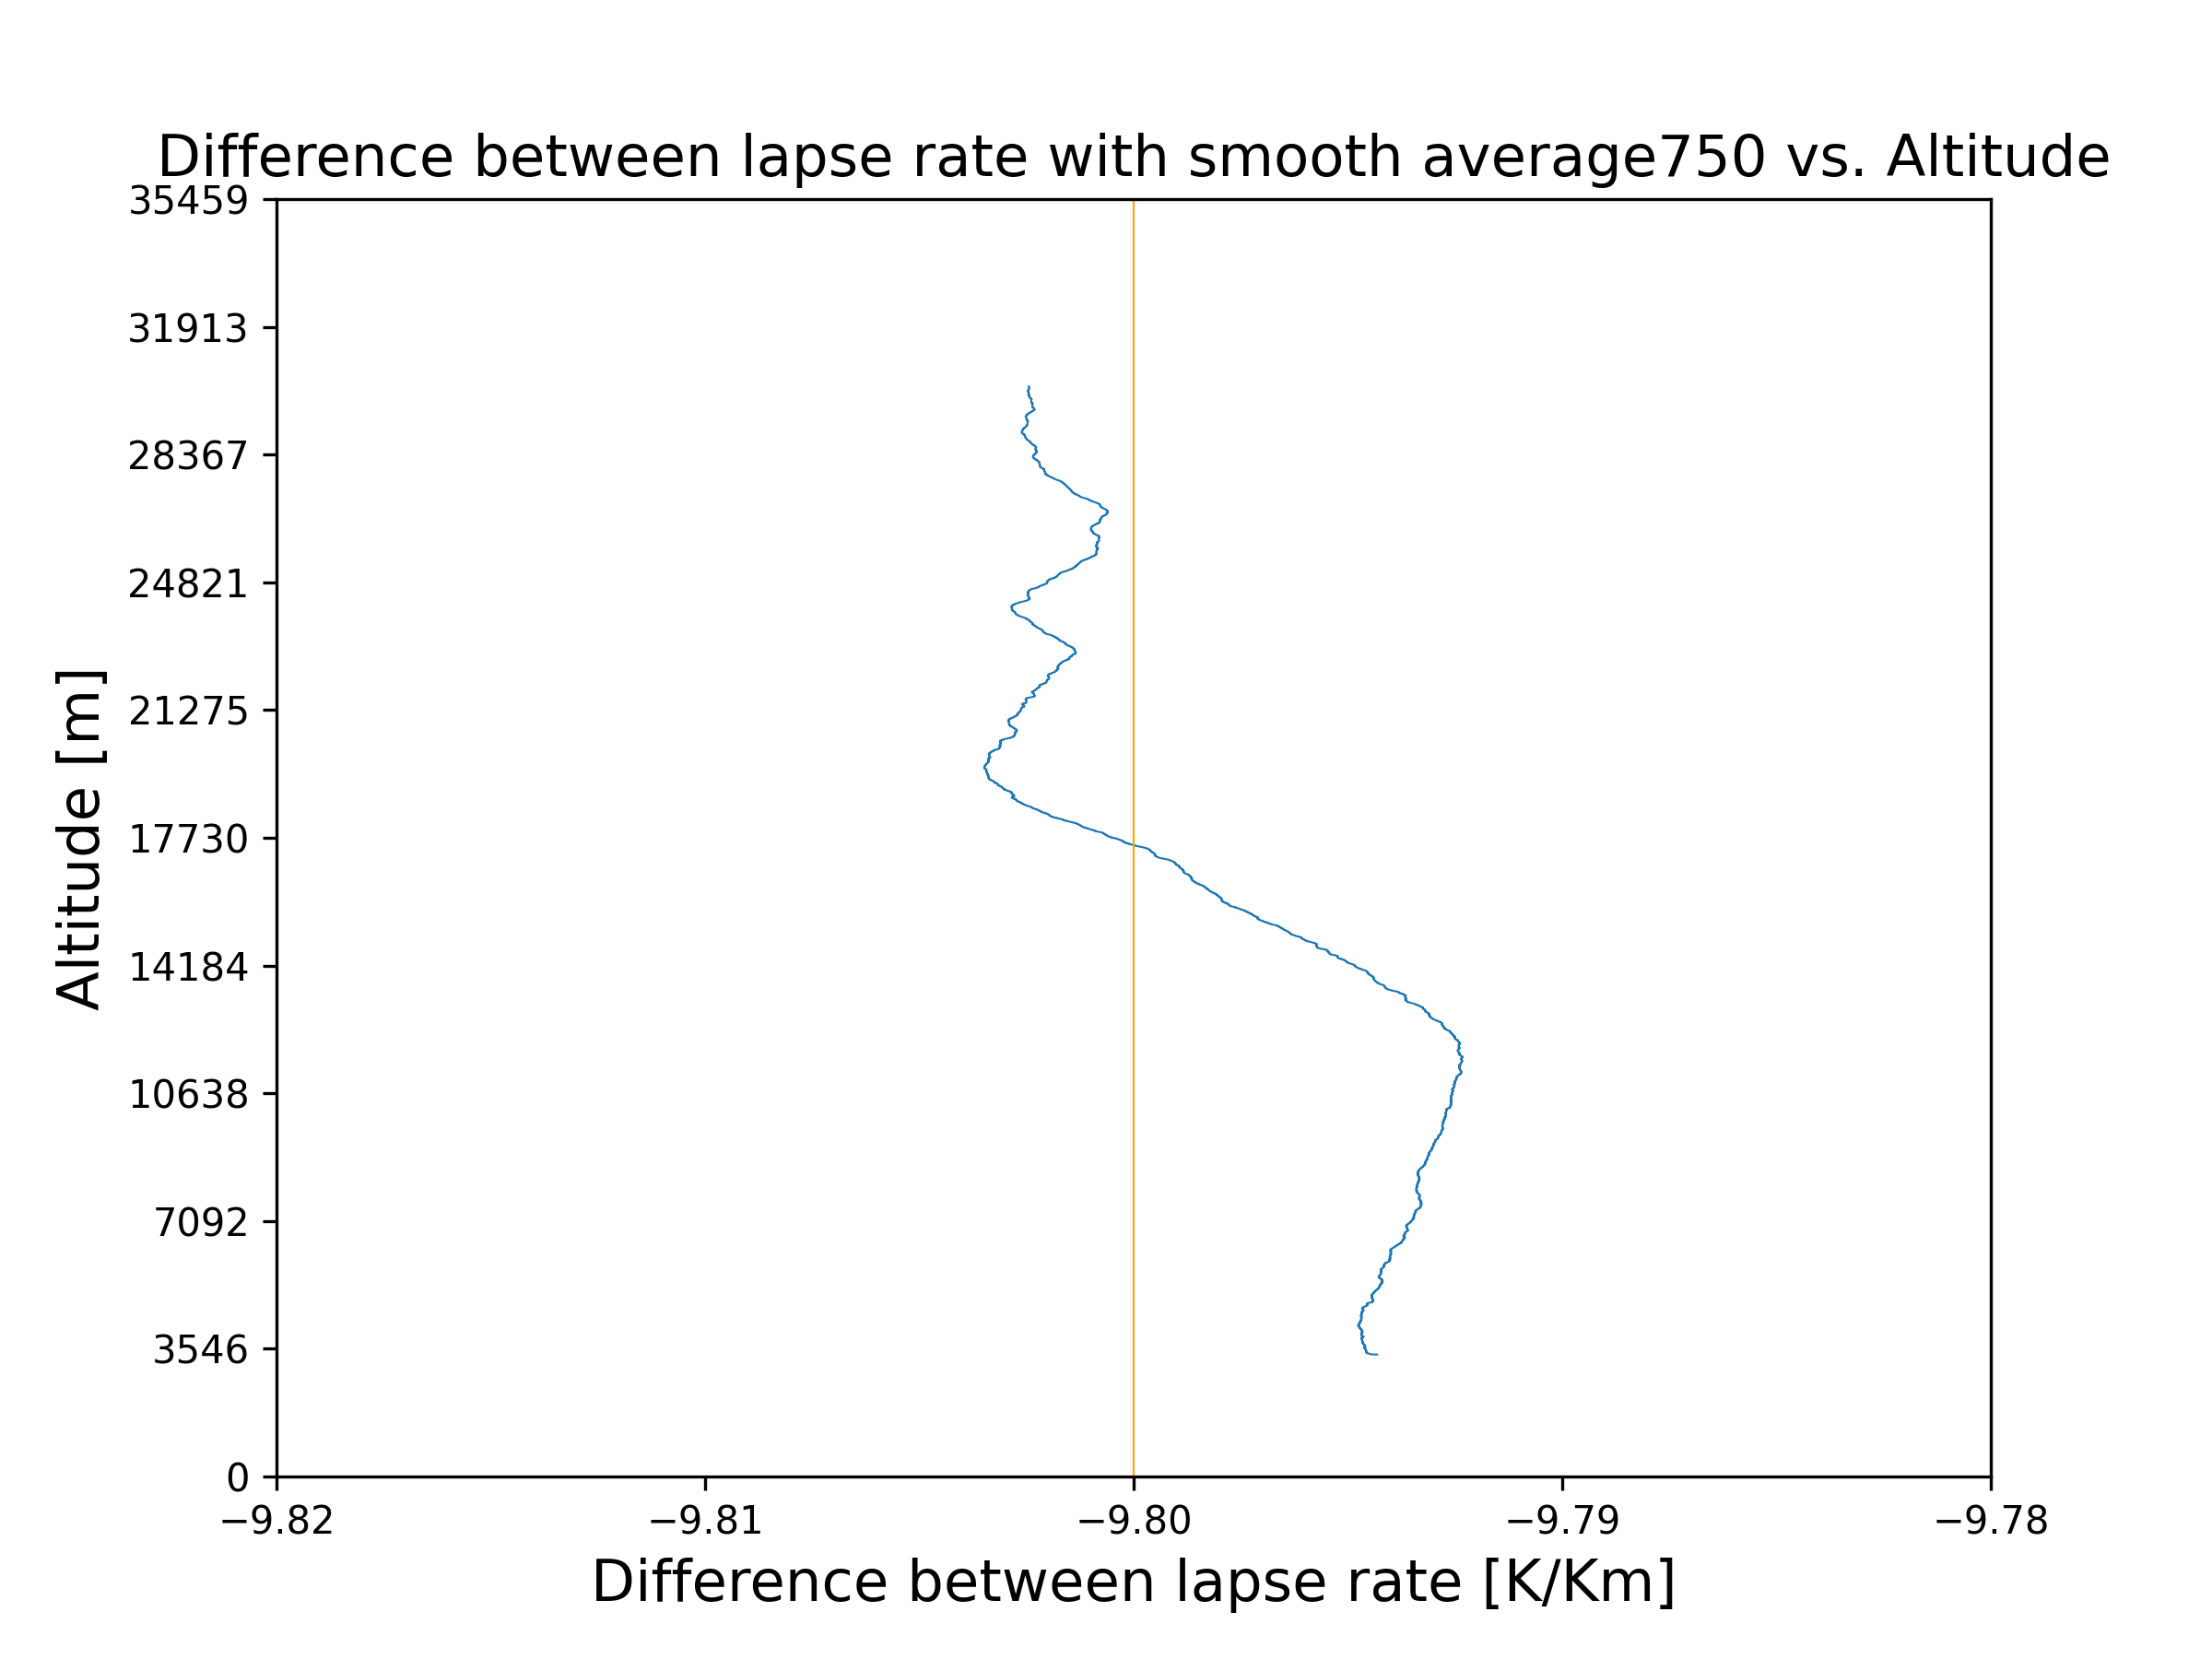 Difference between lapse rate with smooth average750 vs. Altitude
35459
31913
28367
24821
21275
17730
14184
10638
7092
3546
0
Altitude [m]
−9.82 −9.81 −9.80 −9.79 −9.78
Difference between lapse rate [K/Km]